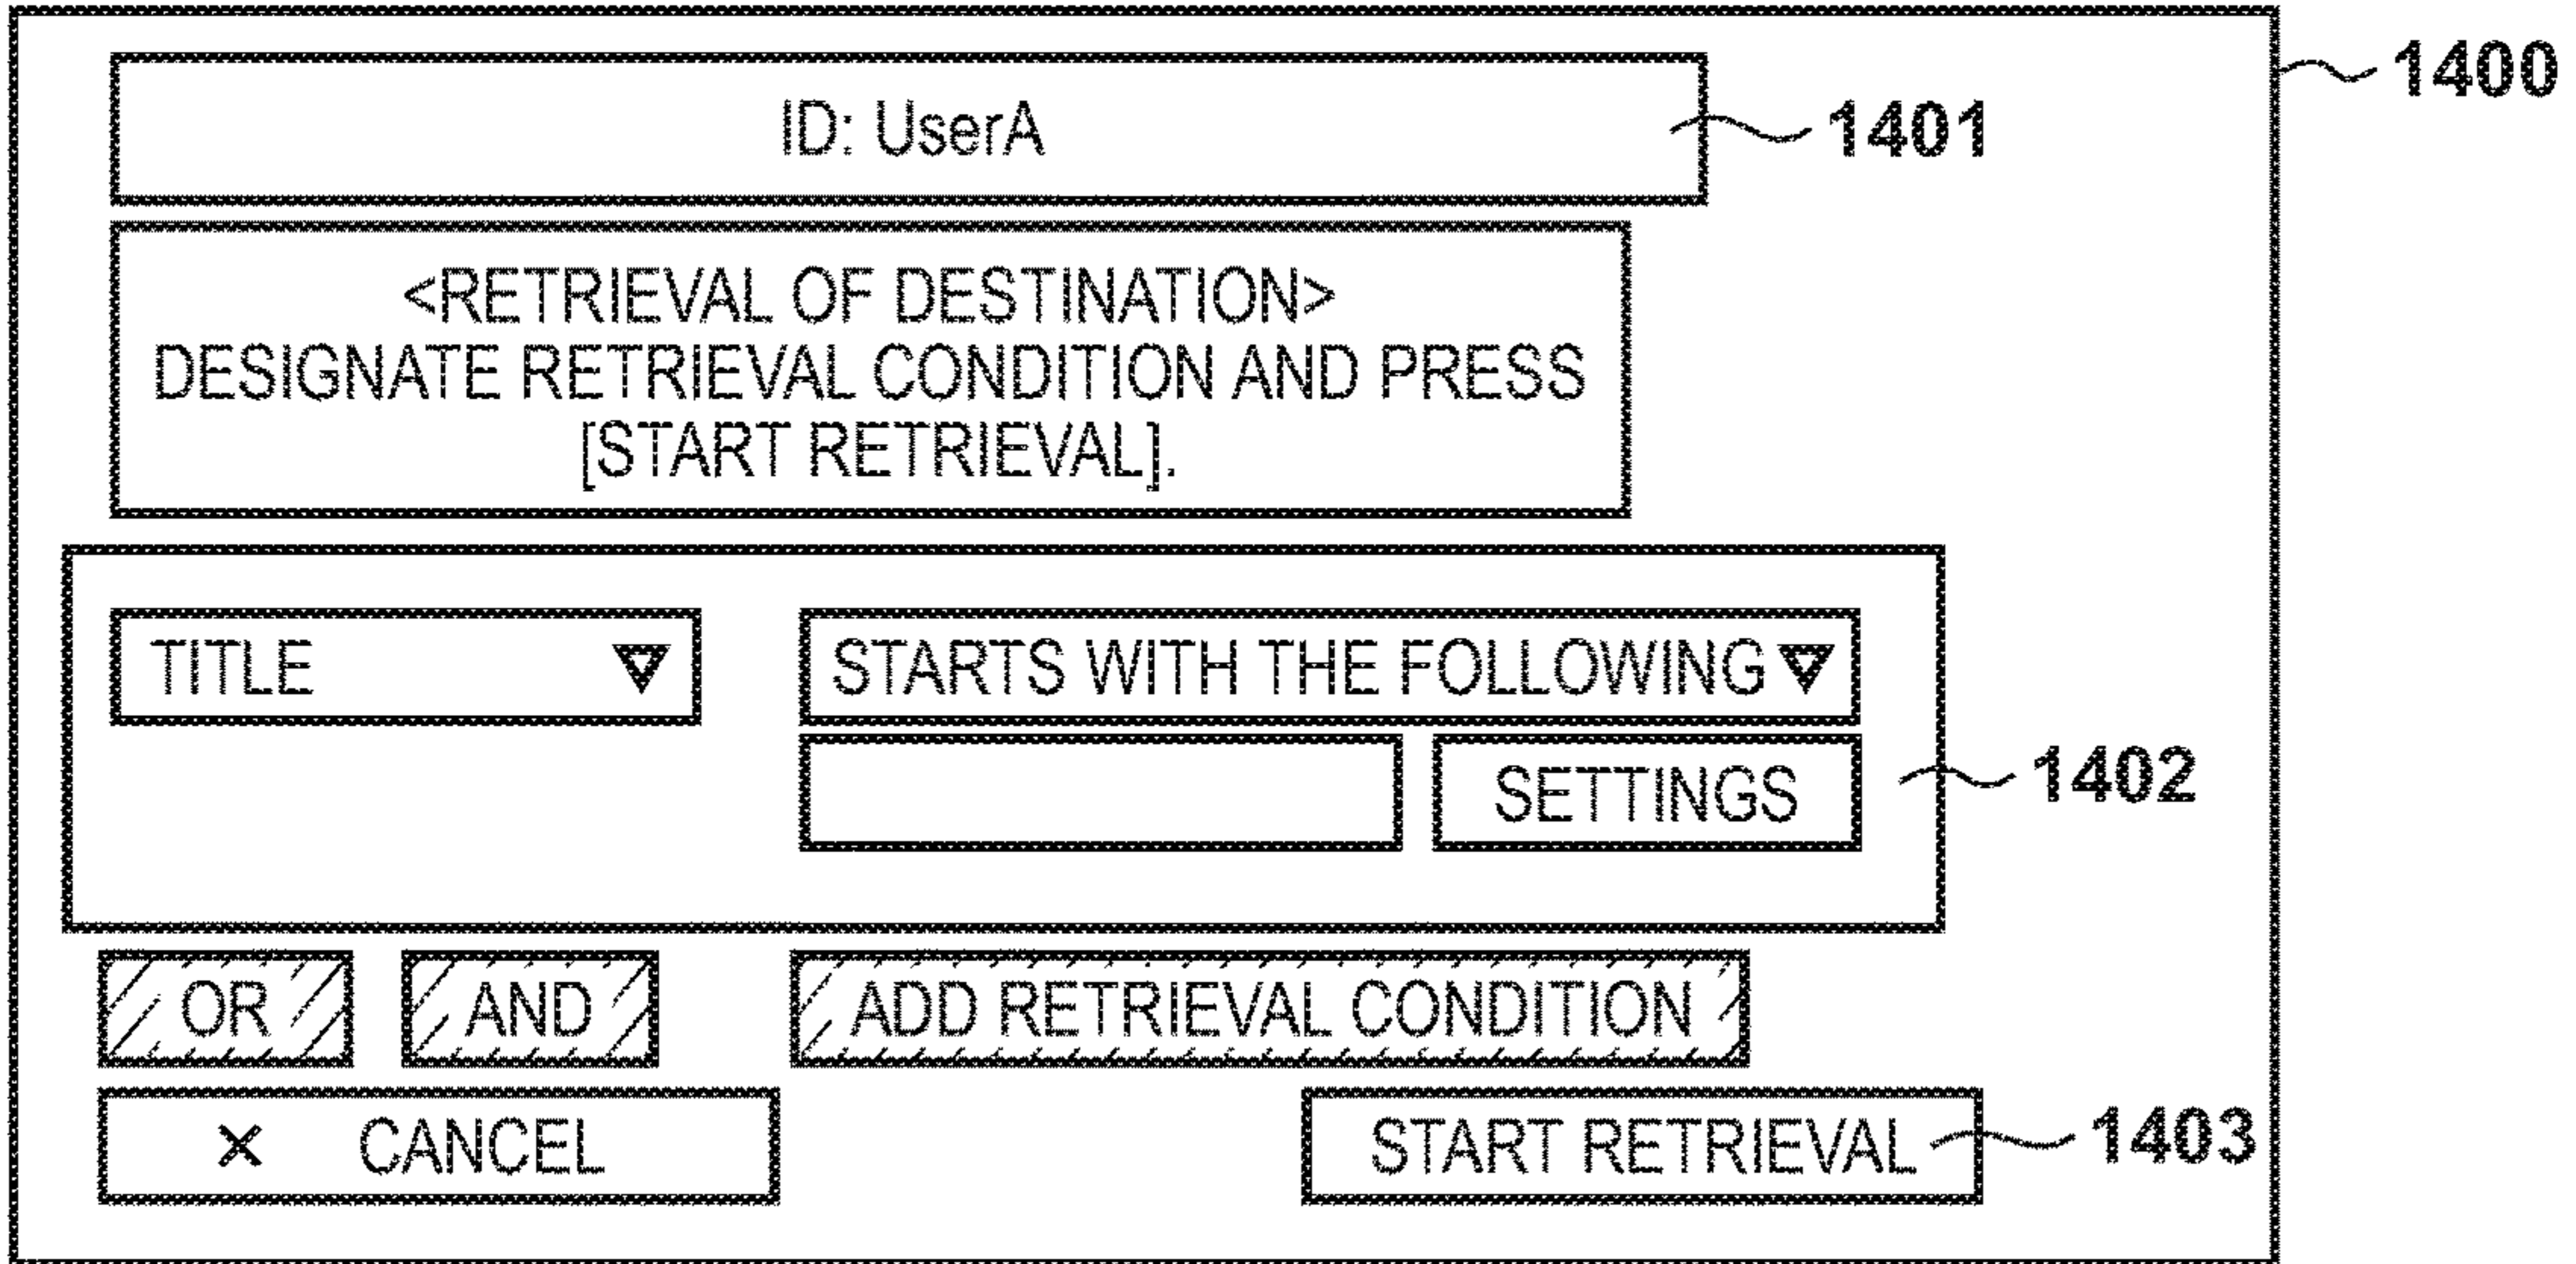 1400
ID: UserA
1401
<RETRIEVAL OF DESTINATION>
DESIGNATE RETRIEVAL CONDITION AND PRESS
[START RETRIEVAL].
TITLE
STARTS WITH THE FOLLOWING
SETTINGS
1402
OR
AND
ADD RETRIEVAL CONDITION
× CANCEL
START RETRIEVAL
1403